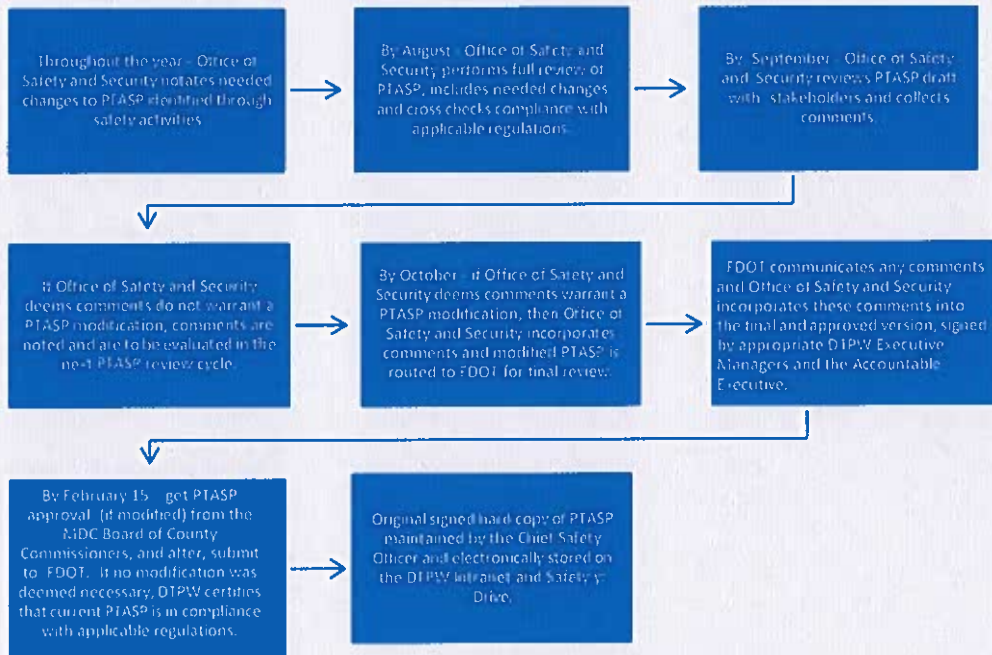 Throughout the year - Office of
Safety and Security notates needed
changes to PTASP identified through
safety activities
By August - Office of Safety and
Security performs full review of
PTASP, includes needed changes
and cross checks compliance with
applicable regulations.
By September - Office of Safety
and Security reviews PTASP draft
with stakeholders and collects
comments.
If Office of Safety and Security
deems comments do not warrant a
PTASP modification, comments are
noted and are to be evaluated in the
next PTASP review cycle.
By October - if Office of Safety and
Security deems comments warrant a
PTASP modification, then Office of
Safety and Security incorporates
comments and modified PTASP is
routed to FDOT for final review.
FDOT communicates any comments
and Office of Safety and Security
incorporates these comments into
the final and approved version, signed
by appropriate DTPW Executive
Managers and the Accountable
Executive.
By February 15 get PTASP
approval (if modified) from the
MDC Board of County
Commissioners, and after, submit
to FDOT. If no modification was
deemed necessary, DTPW certifies
that current PTASP is in compliance
with applicable regulations.
Original signed hard copy of PTASP
maintained by the Chief Safety
Officer and electronically stored on
the DTPW Intranet and Safety y:
Drive.